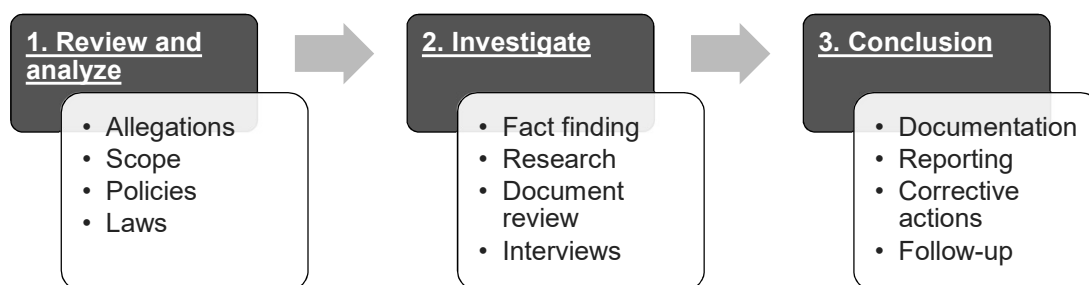 1. Review and
analyze
• Allegations
• Scope
• Policies
• Laws
2. Investigate
• Fact finding
• Research
• Document
review
• Interviews
3. Conclusion
• Documentation
• Reporting
• Corrective
actions
• Follow-up